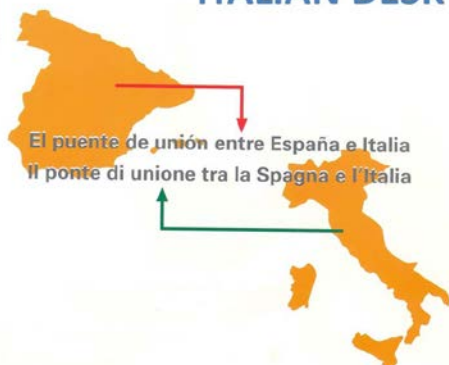 ITALIAN DESK
El puente de unión entre España e Italia
Il ponte di unione tra la Spagna e l'Italia